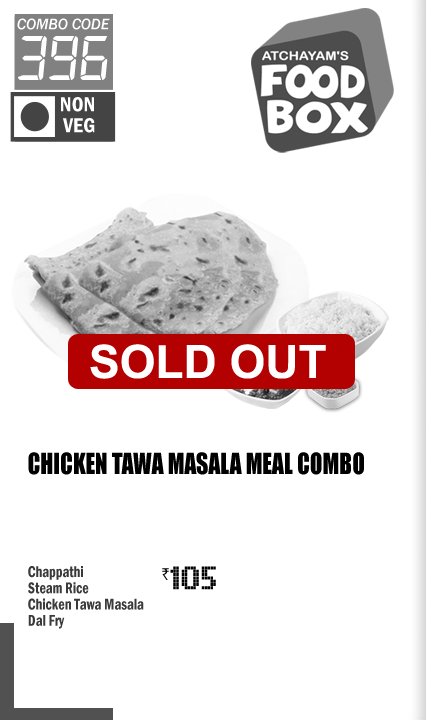 COMBO CODE
396
NON
VEG
ATCHAYAM'S
FOOD
BOX
SOLD OUT
CHICKEN TAWA MASALA MEAL COMBO
Chappathi
Steam Rice
Chicken Tawa Masala
Dal Fry
₹105